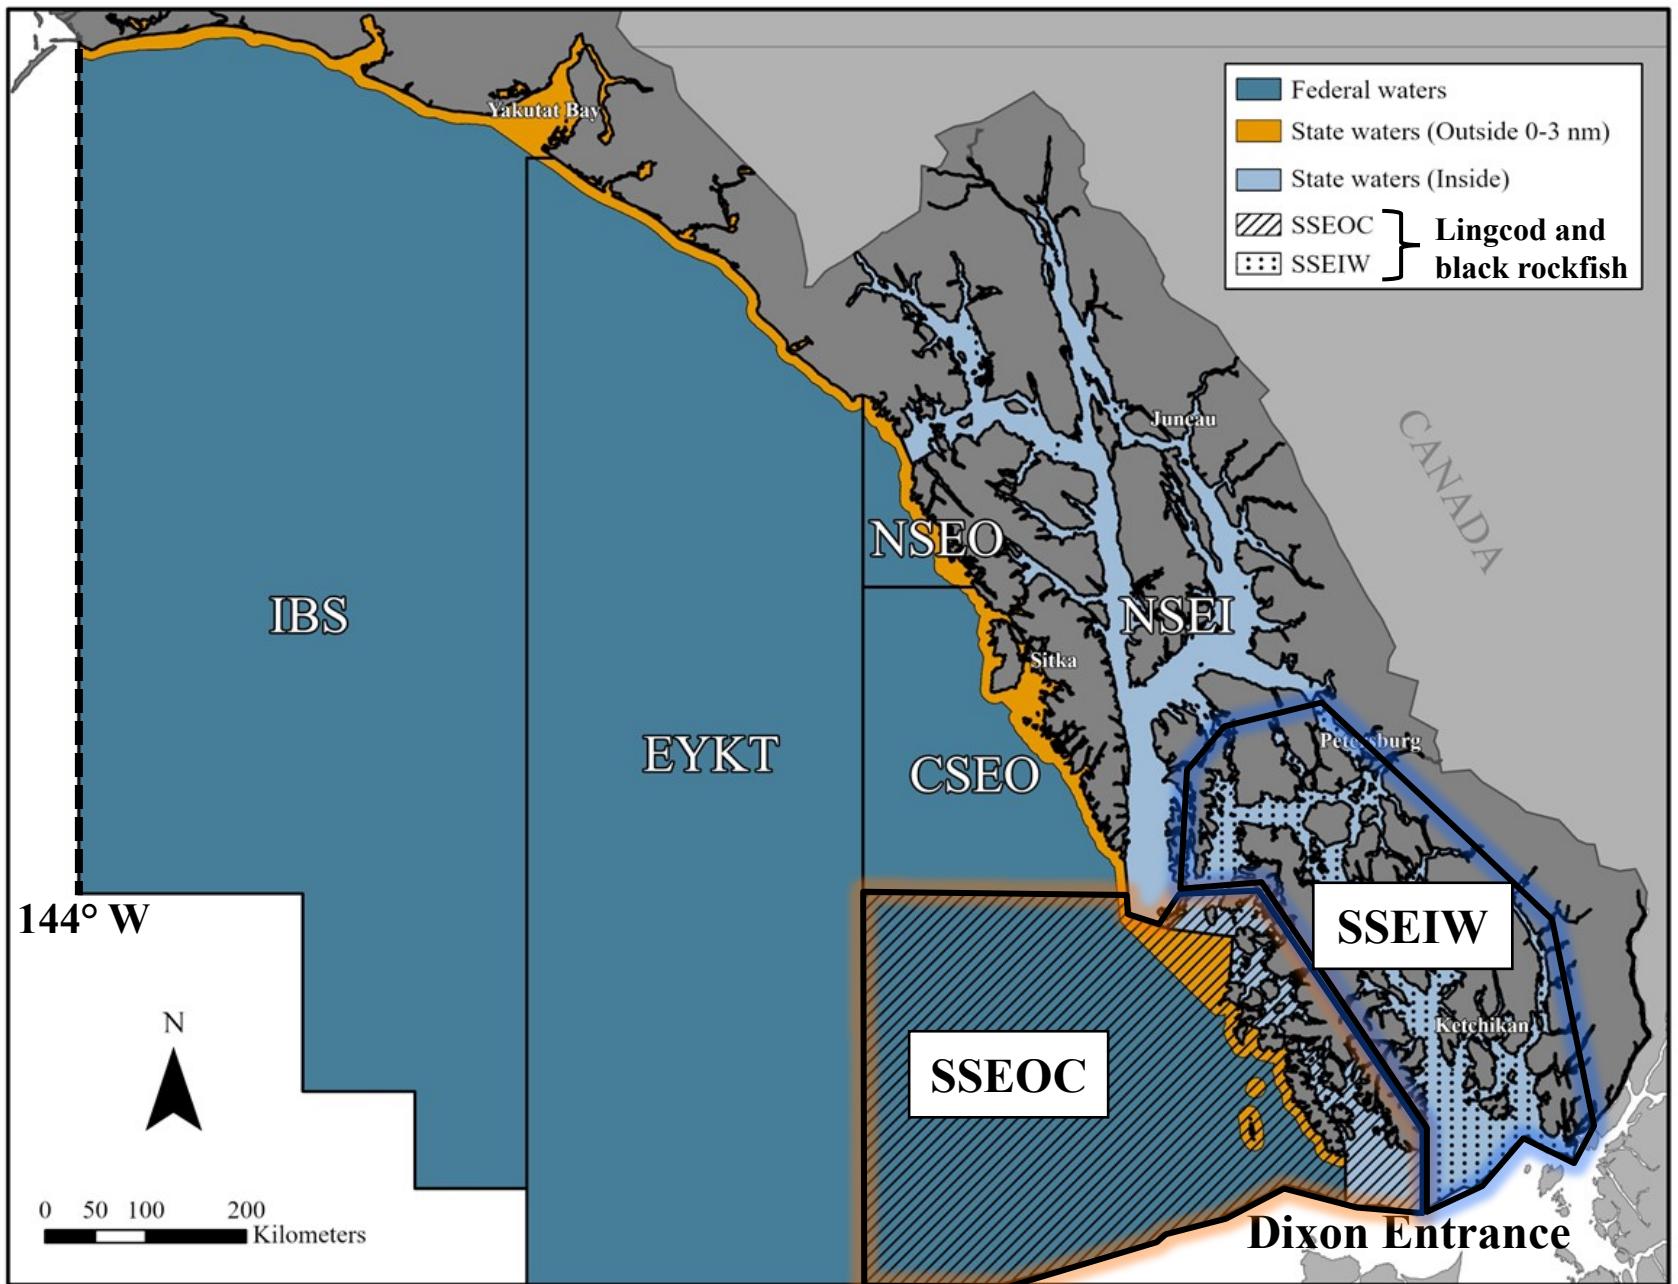 Federal waters
State waters (Outside 0-3 nm)
State waters (Inside)
SSEOC
SSEIW
Lingcod and
black rockfish
Yakutat Bay
Juneau
CANADA
NSEO
IBS
NSEI
Sitka
EYKT
CSEO
Petersburg
144° W
SSEIW
N
Ketchikan
SSEOC
0 50 100 200
Kilometers
Dixon Entrance